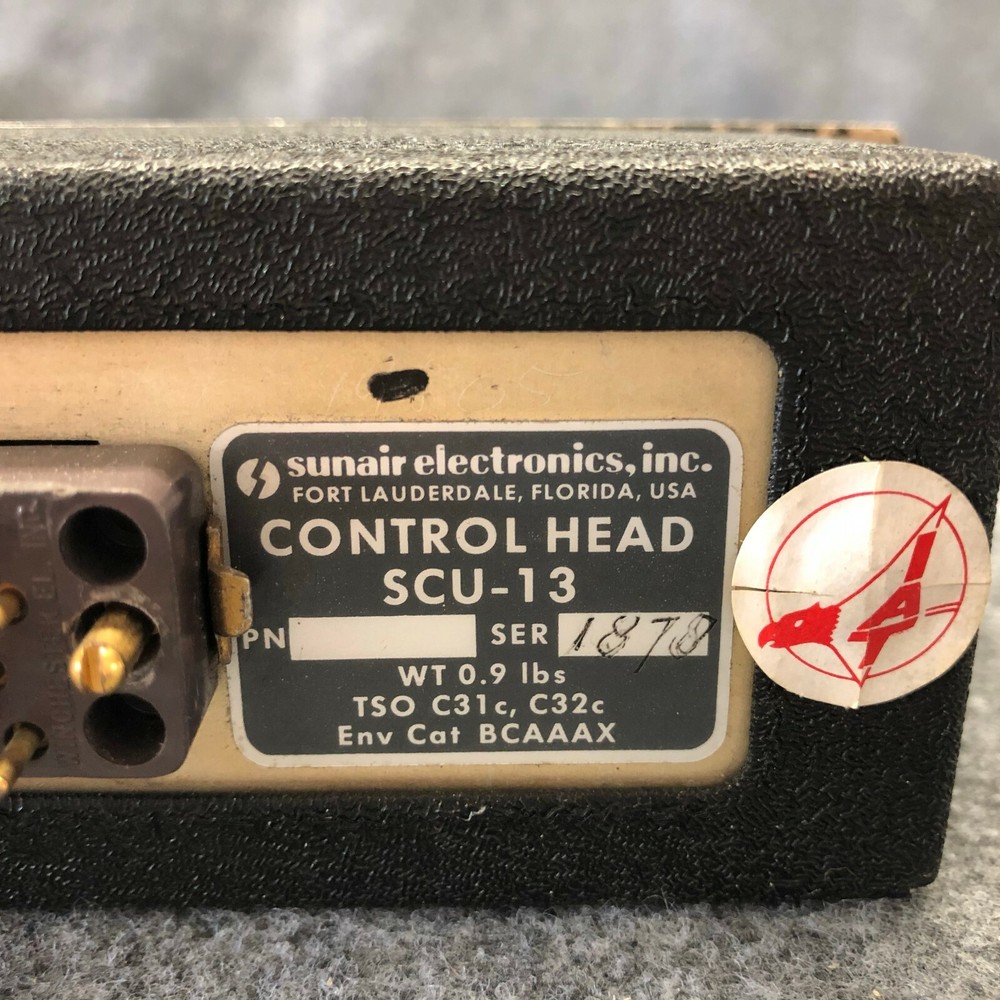 sunair electronics, inc.
FORT LAUDERDALE, FLORIDA, USA
CONTROL HEAD
SCU-13
PN SER 1878
WT 0.9 lbs
TSO C31c, C32c
Env Cat BCAAAX